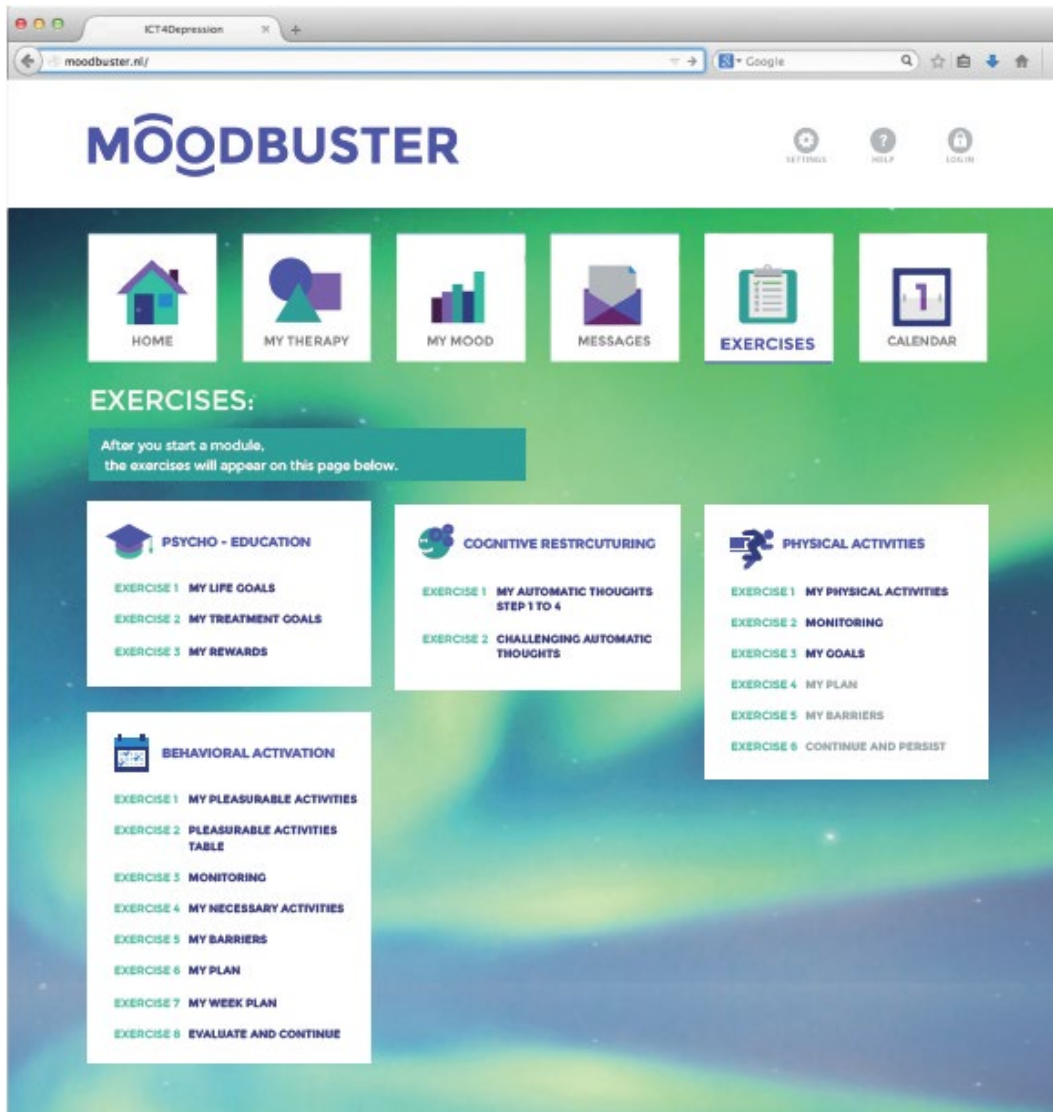 ICT4Depression
moodbuster.nl/
Google
MOODBUSTER
SETTINGS
HELP
LOG IN
HOME
MY THERAPY
MY MOOD
MESSAGES
EXERCISES
1
CALENDAR
EXERCISES:
After you start a module,
the exercises will appear on this page below.
PSYCHO - EDUCATION
EXERCISE 1 MY LIFE GOALS
EXERCISE 2 MY TREATMENT GOALS
EXERCISE 3 MY REWARDS
COGNITIVE RESTRCUTURING
EXERCISE 1 MY AUTOMATIC THOUGHTS
STEP 1 TO 4
EXERCISE 2 CHALLENGING AUTOMATIC
THOUGHTS
PHYSICAL ACTIVITIES
EXERCISE 1 MY PHYSICAL ACTIVITIES
EXERCISE 2 MONITORING
EXERCISE 3 MY GOALS
EXERCISE 4 MY PLAN
EXERCISE 5 MY BARRIERS
EXERCISE 6 CONTINUE AND PERSIST
BEHAVIORAL ACTIVATION
EXERCISE 1 MY PLEASURABLE ACTIVITIES
EXERCISE 2 PLEASURABLE ACTIVITIES
TABLE
EXERCISE 3 MONITORING
EXERCISE 4 MY NECESSARY ACTIVITIES
EXERCISE 5 MY BARRIERS
EXERCISE 6 MY PLAN
EXERCISE 7 MY WEEK PLAN
EXERCISE 8 EVALUATE AND CONTINUE